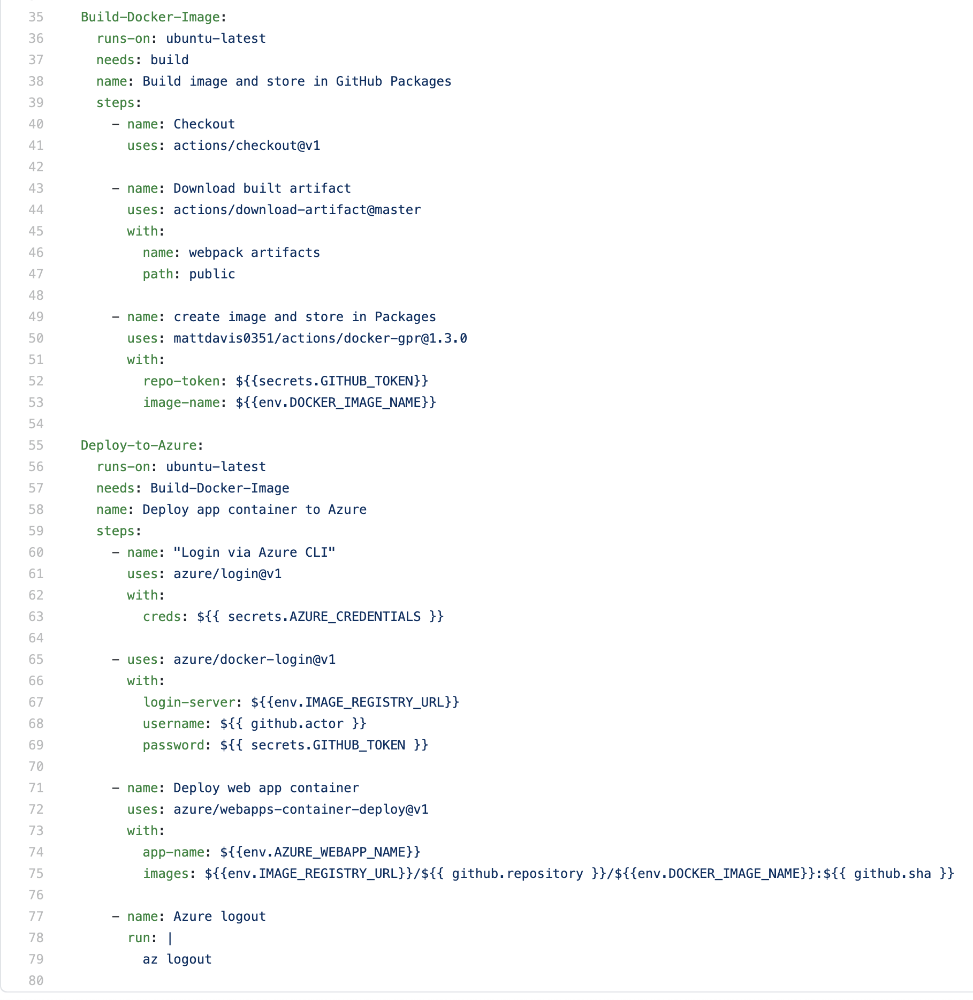 35 Build-Docker-Image:
36 runs-on: ubuntu-latest
37 needs: build
38 name: Build image and store in GitHub Packages
39 steps:
40 - name: Checkout
41 uses: actions/checkout@v1
42
43 - name: Download built artifact
44 uses: actions/download-artifact@master
45 with:
46 name: webpack artifacts
47 path: public
48
49 - name: create image and store in Packages
50 uses: mattdavis0351/actions/docker-gpr@1.3.0
51 with:
52 repo-token: ${{secrets.GITHUB_TOKEN}}
53 image-name: ${{env.DOCKER_IMAGE_NAME}}
54
55 Deploy-to-Azure:
56 runs-on: ubuntu-latest
57 needs: Build-Docker-Image
58 name: Deploy app container to Azure
59 steps:
60 - name: "Login via Azure CLI"
61 uses: azure/login@v1
62 with:
63 creds: ${{ secrets.AZURE_CREDENTIALS }}
64
65 - uses: azure/docker-login@v1
66 with:
67 login-server: ${{env.IMAGE_REGISTRY_URL}}
68 username: ${{ github.actor }}
69 password: ${{ secrets.GITHUB_TOKEN }}
70
71 - name: Deploy web app container
72 uses: azure/webapps-container-deploy@v1
73 with:
74 app-name: ${{env.AZURE_WEBAPP_NAME}}
75 images: ${{env.IMAGE_REGISTRY_URL}}/${{ github.repository }}/${{env.DOCKER_IMAGE_NAME}}:${{ github.sha }}
76
77 - name: Azure logout
78 run: |
79 az logout
80